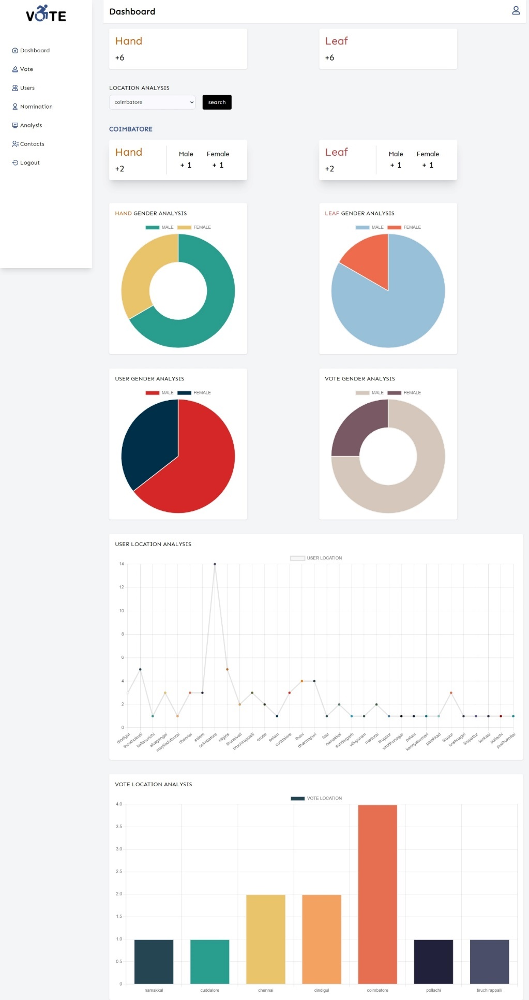 VOTE
Dashboard
Dashboard
Vote
Users
Nomination
Analysis
Contacts
Logout
Hand
+6
Leaf
+6
LOCATION ANALYSIS
coimbatore
search
COIMBATORE
Hand
+2
Male
+ 1
Female
+ 1
Leaf
+2
Male
+ 1
Female
+ 1
HAND GENDER ANALYSIS
MALE FEMALE
LEAF GENDER ANALYSIS
MALE FEMALE
USER GENDER ANALYSIS
MALE FEMALE
VOTE GENDER ANALYSIS
MALE FEMALE
USER LOCATION ANALYSIS
USER LOCATION
14
12
10
8
6
4
2
0
dindigul
thoothukudi
kallakurichi
sivagangai
mayiladuthurai
chennai
salem
coimbatore
nilgiris
tirunelveli
tiruchirappalli
erode
selam
cuddalore
theni
dharmapuri
test
namakkal
sundargarh
villupuram
madurai
tiruppur
virudhunagar
palani
kannyakumari
palakkad
tirupur
krishnagiri
tirupattur
tenkasi
pollachi
pudhukottai
VOTE LOCATION ANALYSIS
VOTE LOCATION
4.0
3.5
3.0
2.5
2.0
1.5
1.0
0.5
0
namakkal
cuddalore
chennai
dindigul
coimbatore
pollachi
tiruchirappalli